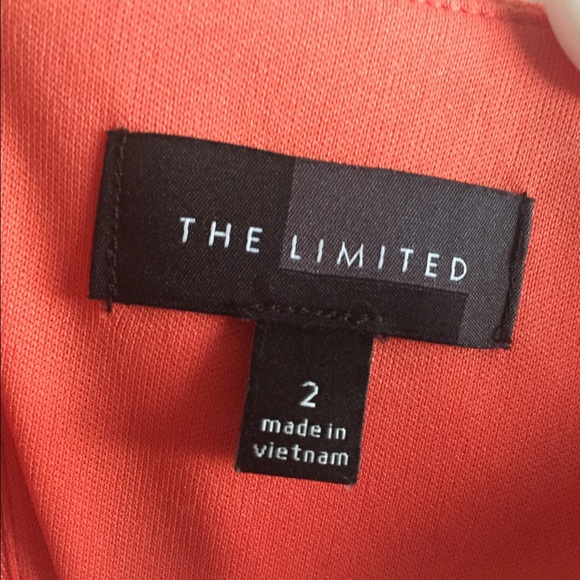 THE LIMITED
2
made in
vietnam